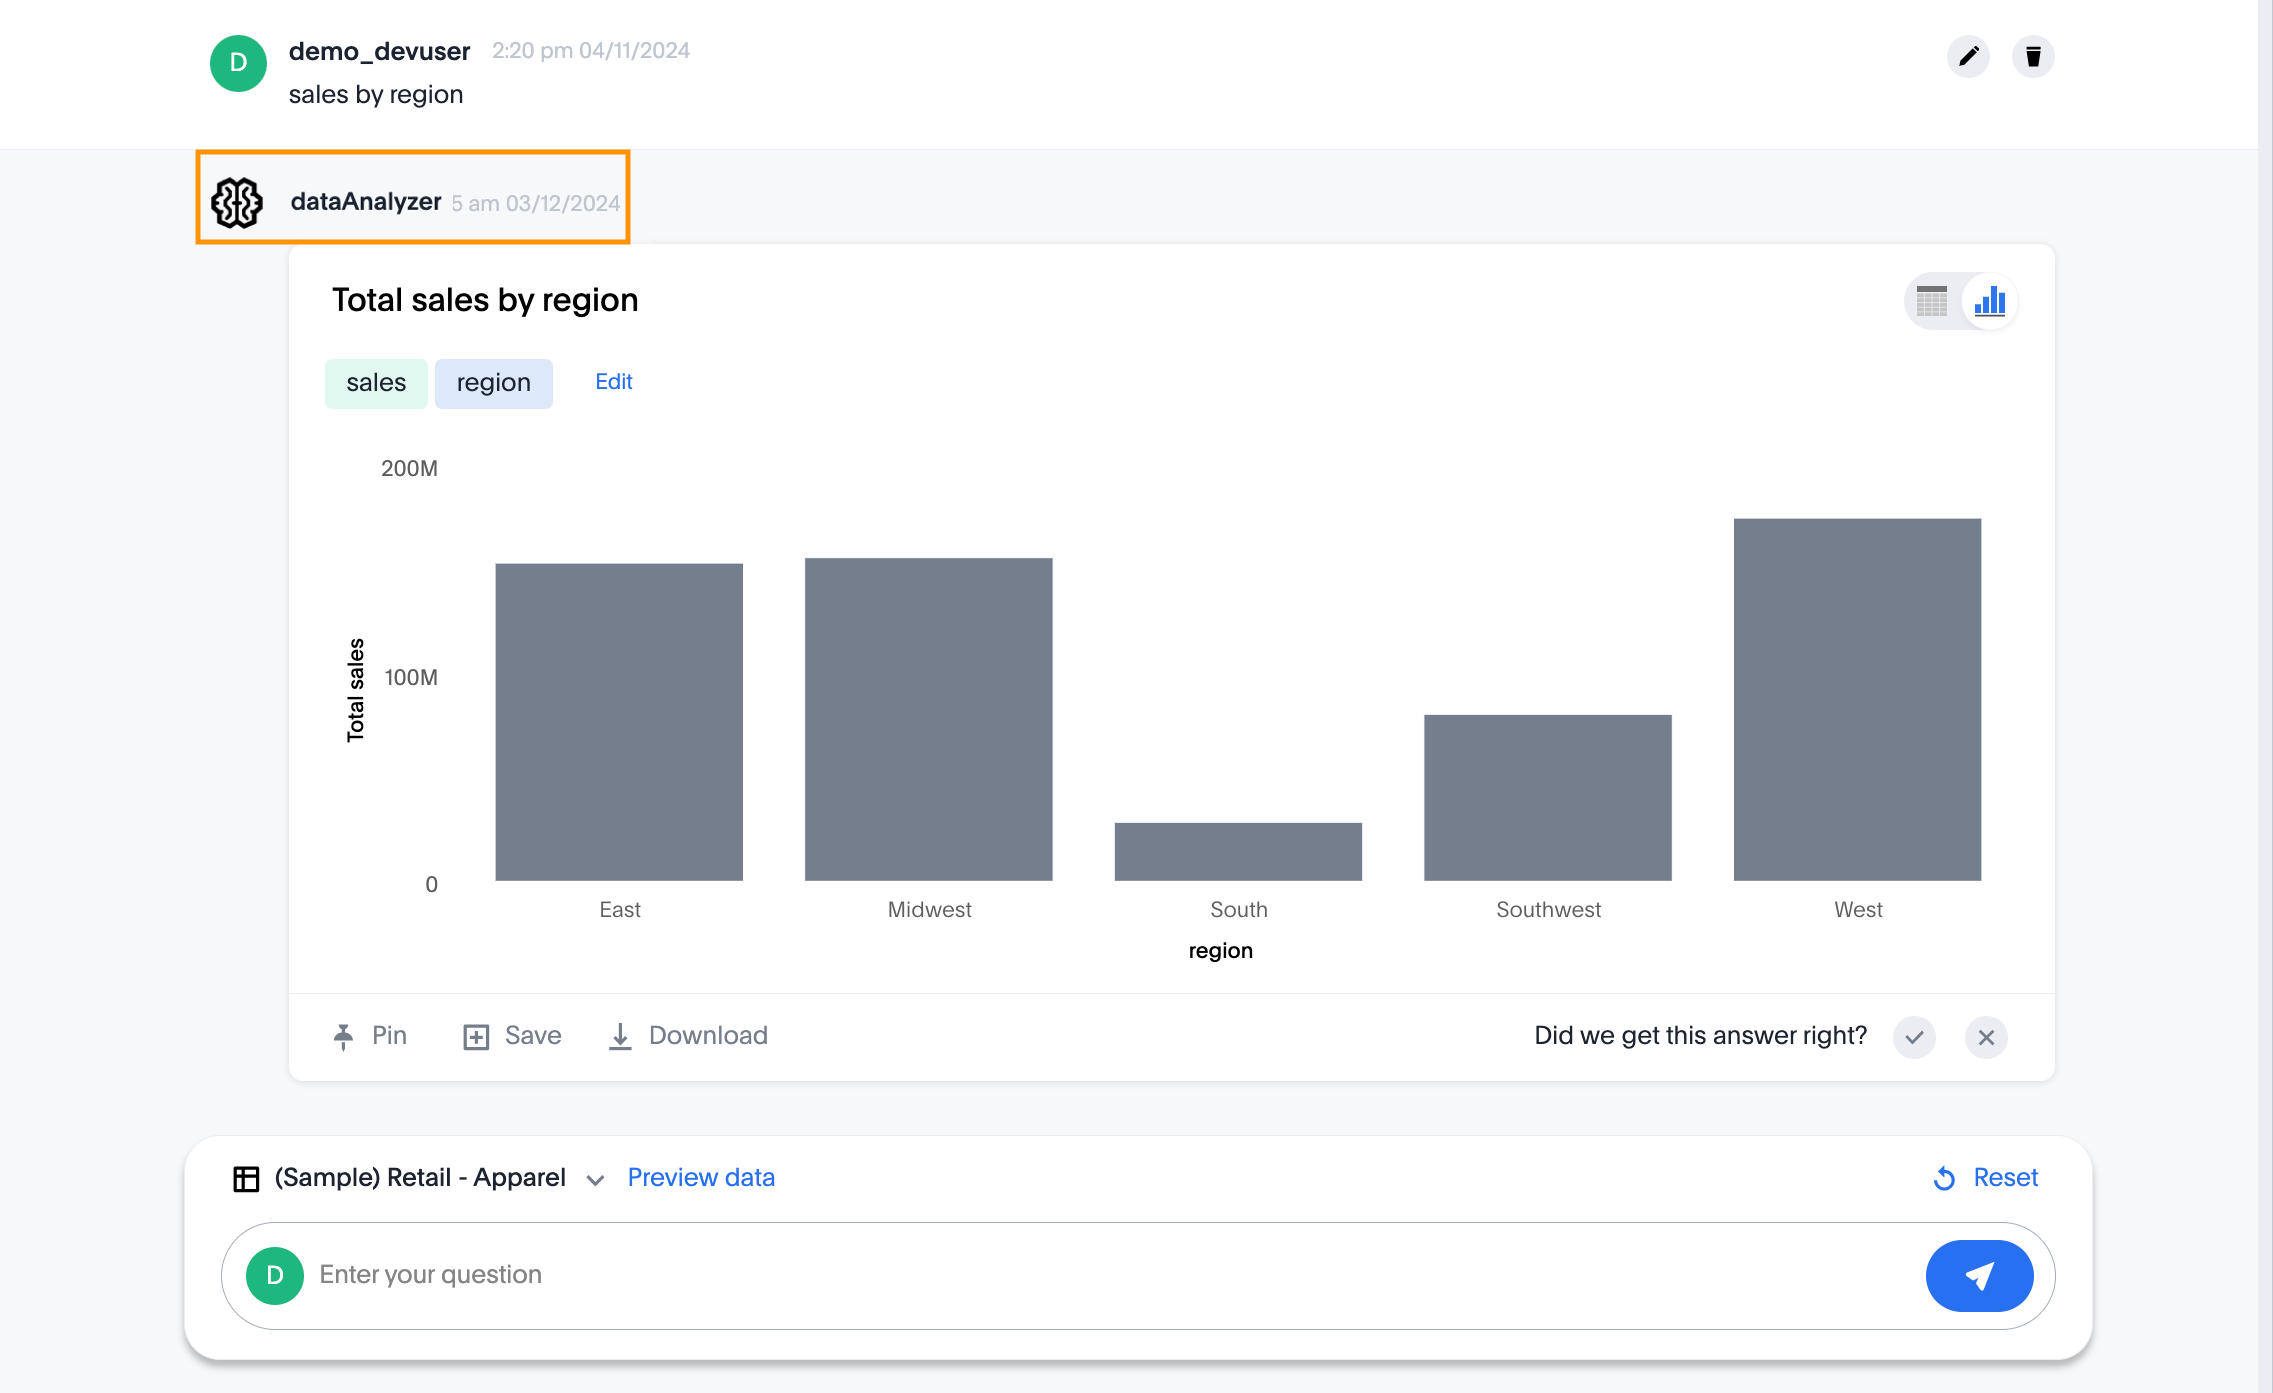 D
demo_devuser 2:20 pm 04/11/2024
sales by region
dataAnalyzer 5 am 03/12/2024
Total sales by region
sales region Edit
200M
100M
0
Total sales
East Midwest South Southwest West
region
Pin Save Download Did we get this answer right?
(Sample) Retail - Apparel Preview data Reset
D Enter your question